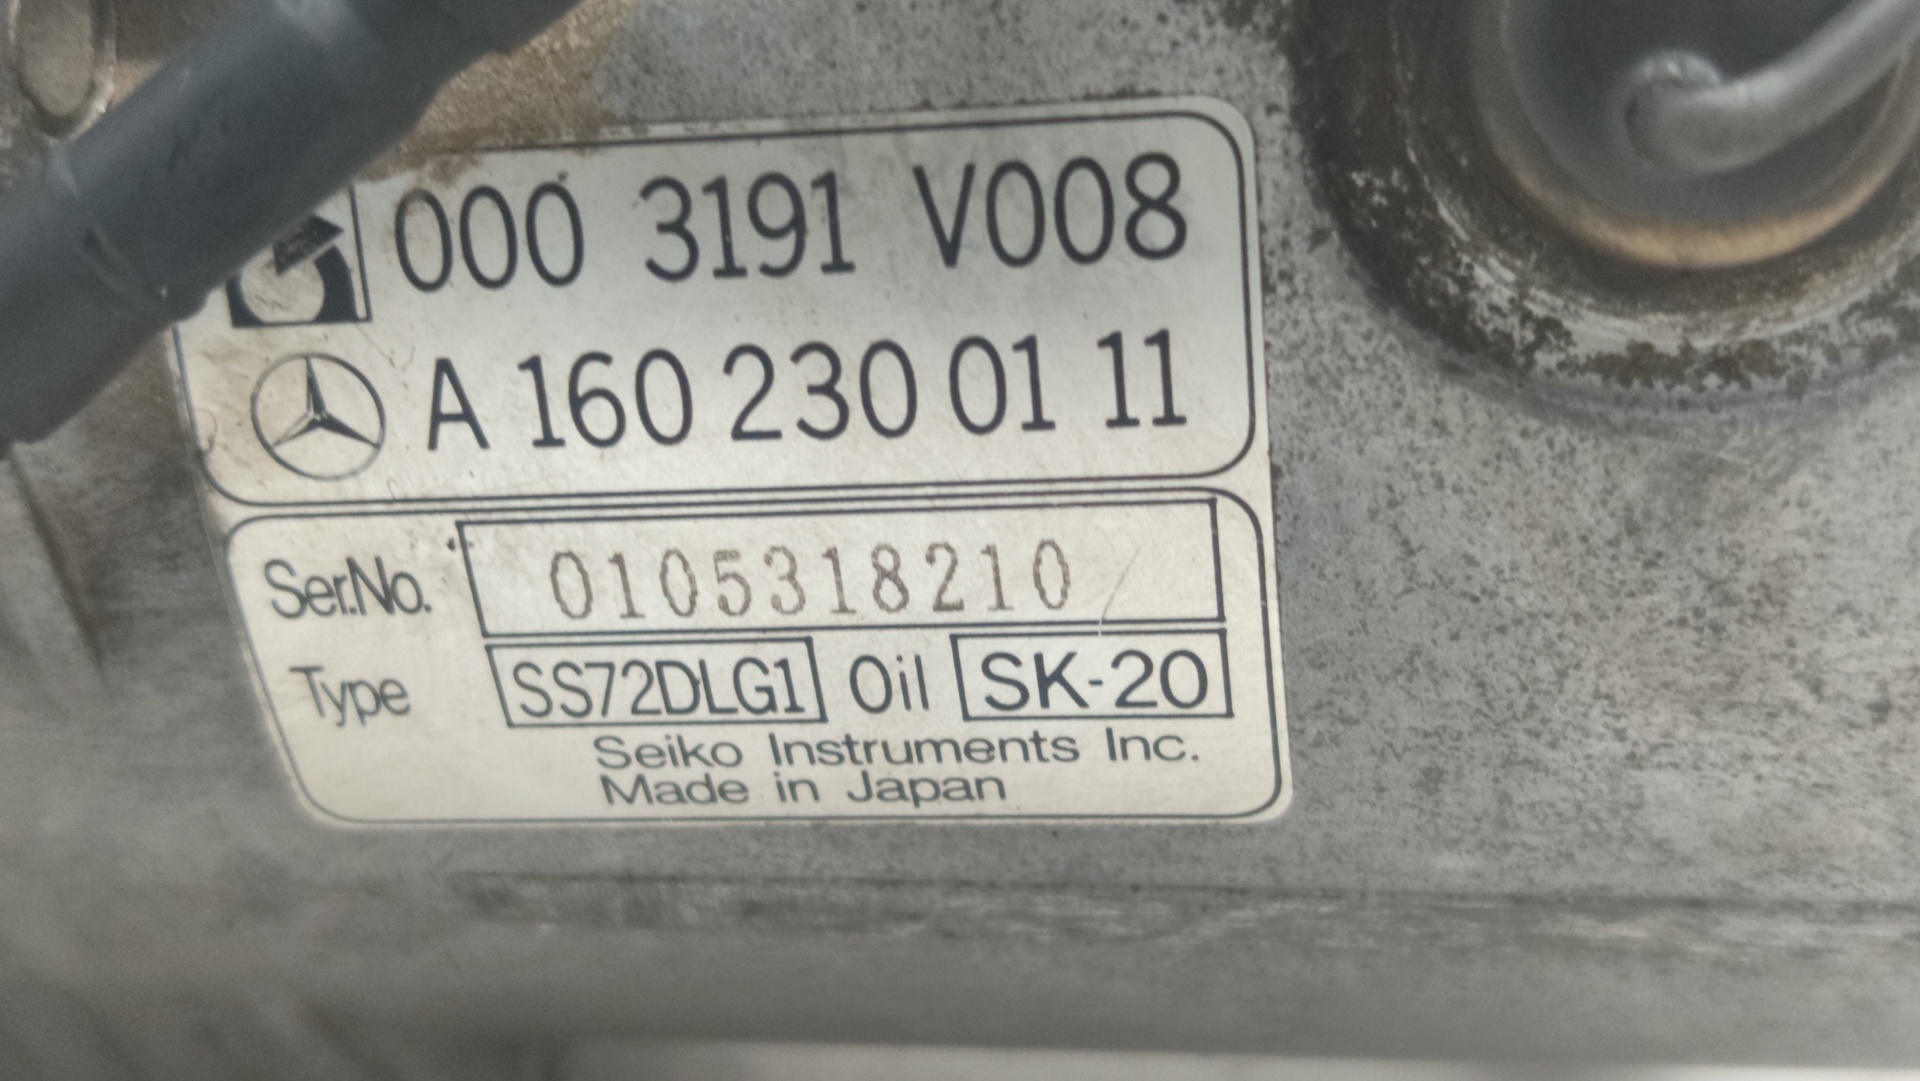 000 3191 V008
A 160 230 01 11
Ser.No. 0105318210
Type SS72DLG1 Oil SK-20
Seiko Instruments Inc.
Made in Japan